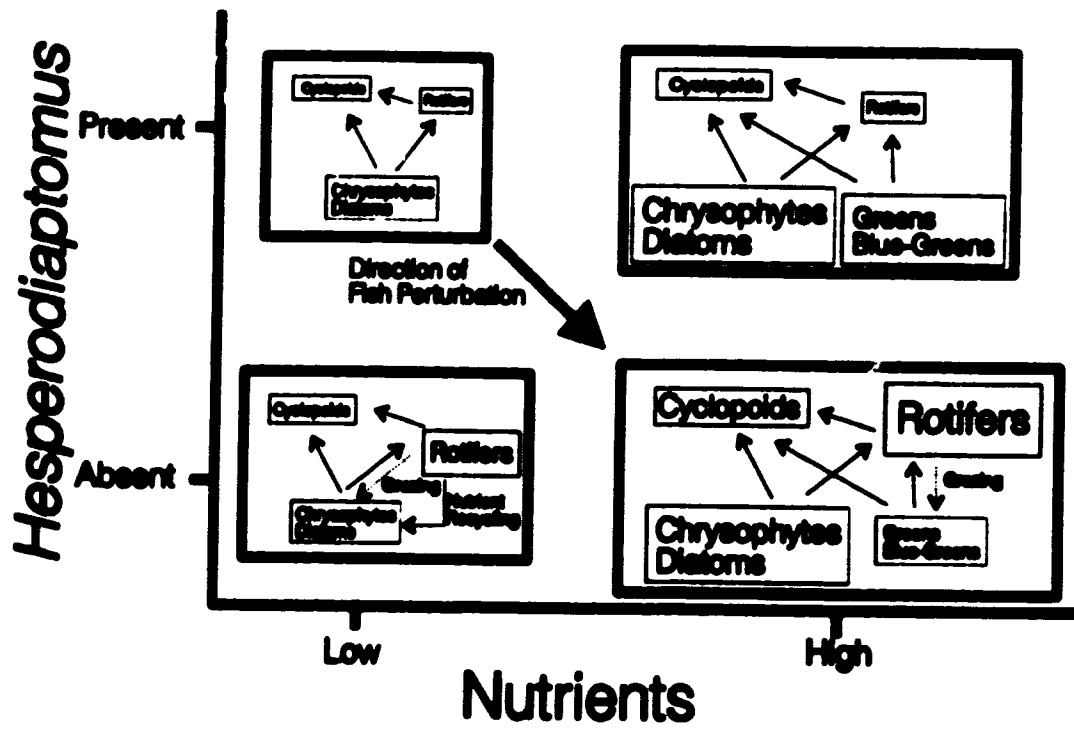 Hesperodiaptomus
Present
Absent
Cyclopoids
Rotifers
Chrysophytes
Diatoms
Cyclopoids
Rotifers
Chrysophytes
Diatoms
Greens
Blue-Greens
Direction of
Fish Perturbation
Cyclopoids
Rotifers
Grazing
Nutrient
Recycling
Chrysophytes
Diatoms
Cyclopoids
Rotifers
Grazing
Chrysophytes
Diatoms
Greens
Blue-Greens
Low
High
Nutrients